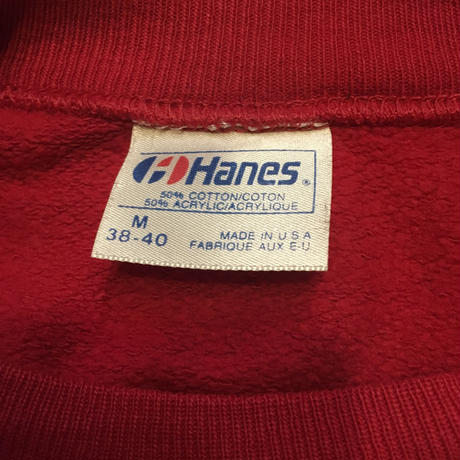 Hanes®
50% COTTON/COTON
50% ACRYLIC/ACRYLIQUE
M
38-40
MADE IN U S A
FABRIQUE AUX E-U